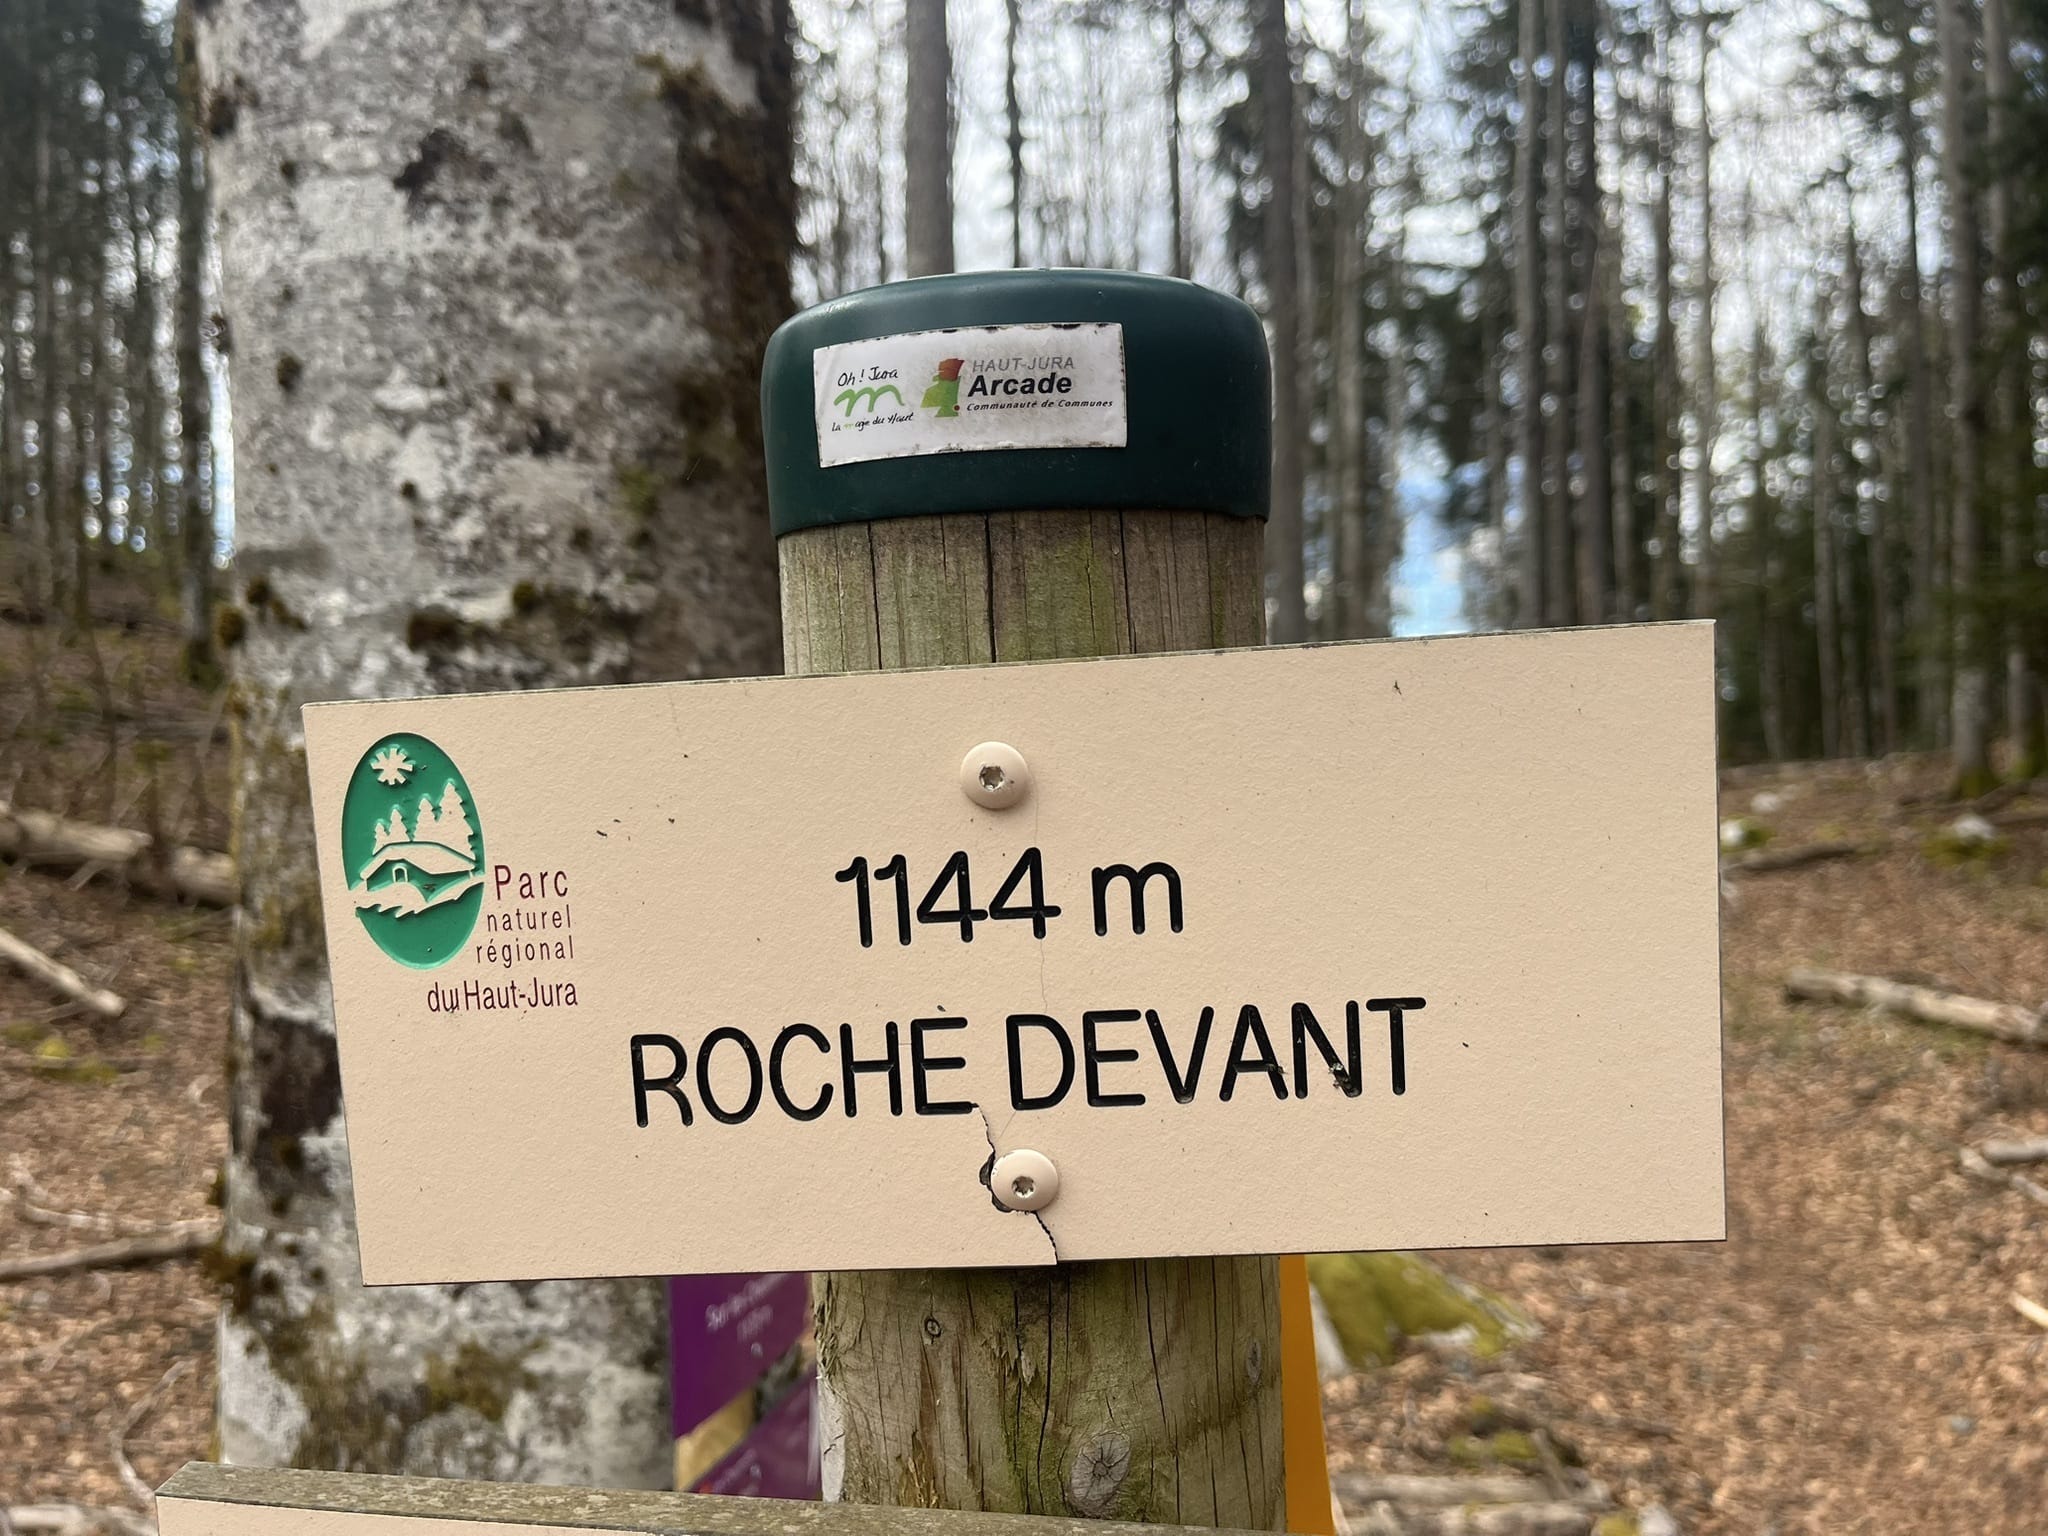 Oh! Jura
La magie du Haut
HAUT-JURA
Arcade
Communauté de Communes
Parc
naturel
régional
du Haut-Jura
1144 m
ROCHE DEVANT